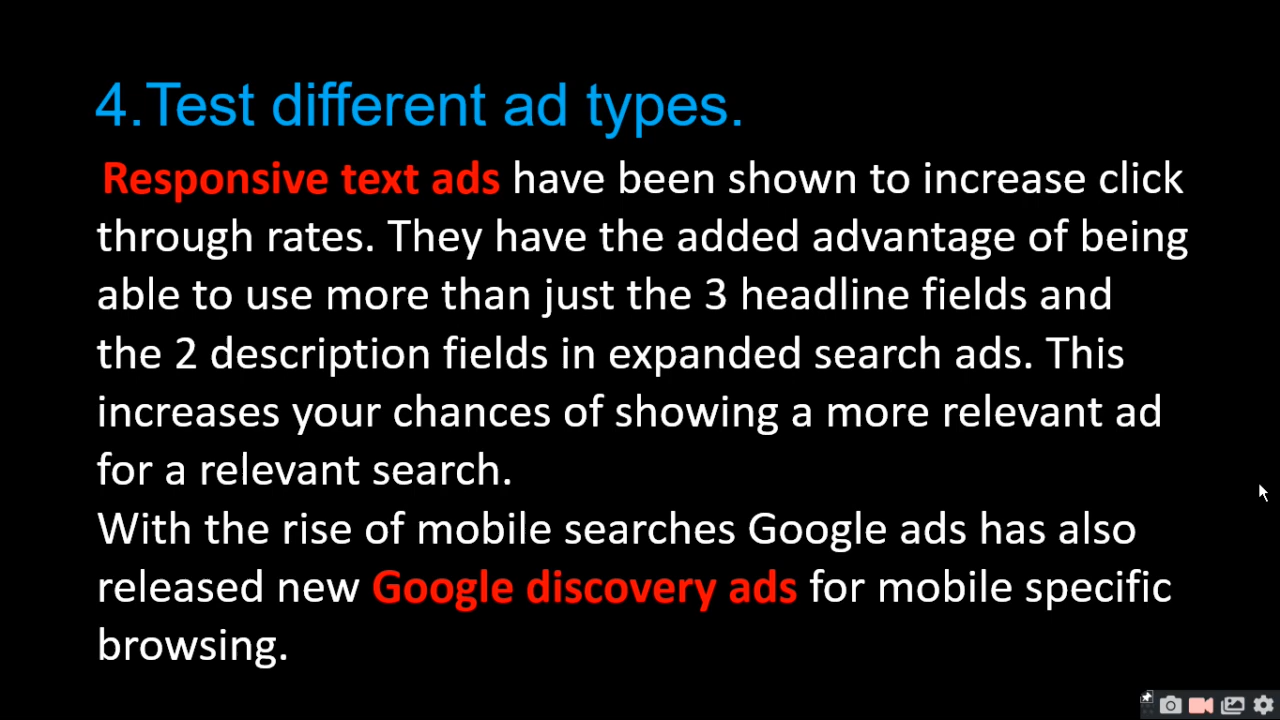 4.Test different ad types.
Responsive text ads have been shown to increase click
through rates. They have the added advantage of being
able to use more than just the 3 headline fields and
the 2 description fields in expanded search ads. This
increases your chances of showing a more relevant ad
for a relevant search.
With the rise of mobile searches Google ads has also
released new Google discovery ads for mobile specific
browsing.